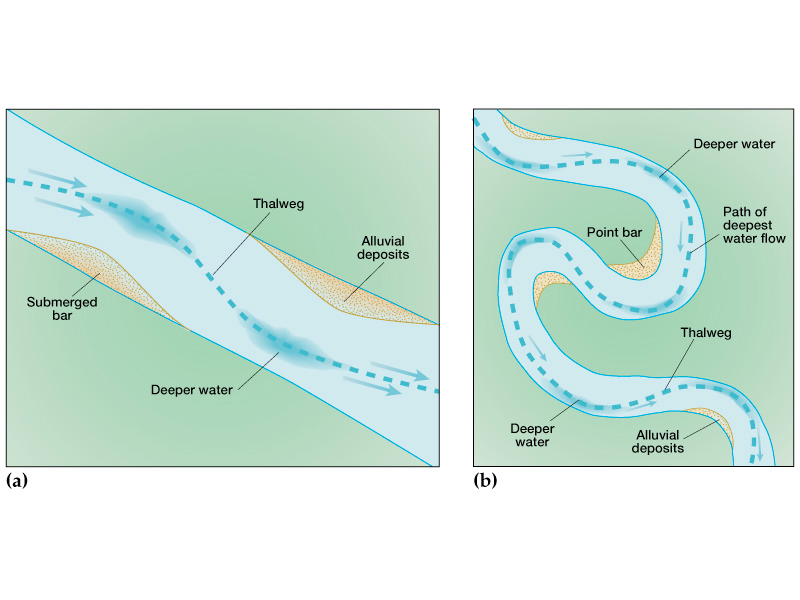 Thalweg
Alluvial
deposits
Submerged
bar
Deeper water
(a)
Deeper water
Point bar
Path of
deepest
water flow
Thalweg
Deeper
water
Alluvial
deposits
(b)